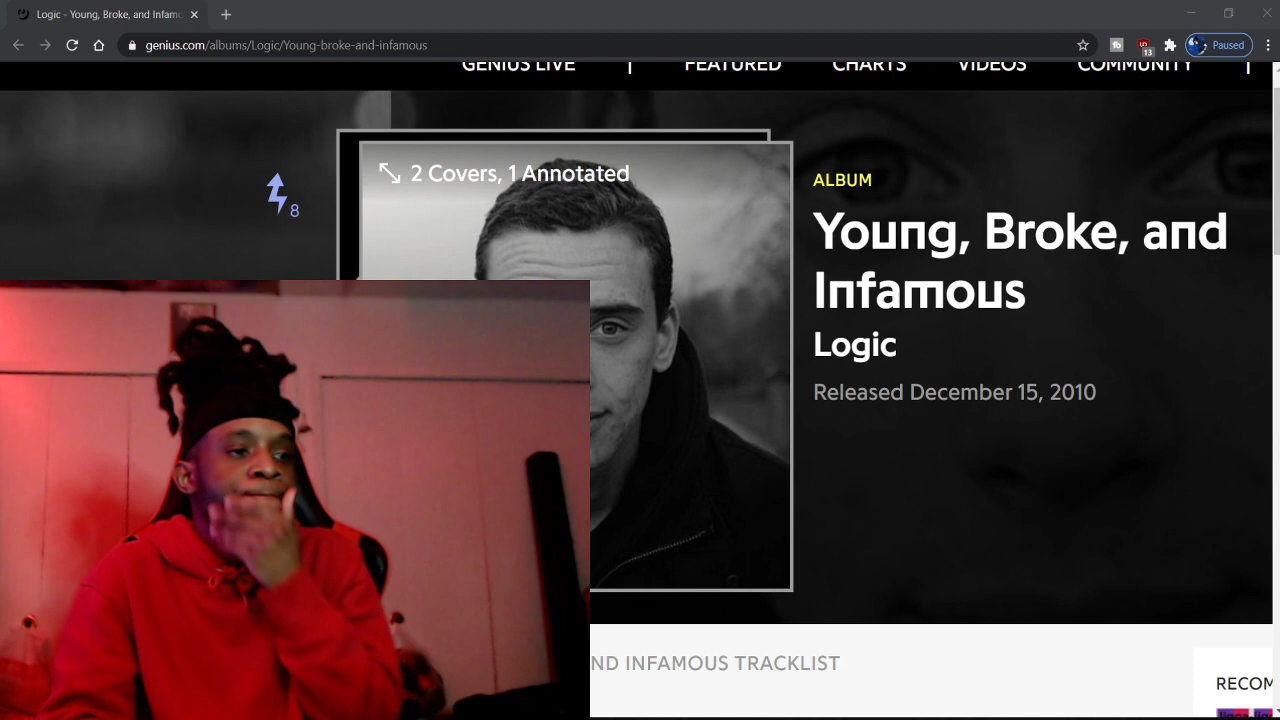 Logic - Young, Broke, and Infamo
genius.com/albums/Logic/Young-broke-and-infamous
13
Paused
GENIUS LIVE | FEATURED CHARTS VIDEOS COMMUNITY |
2 Covers, 1 Annotated
8
ALBUM
Young, Broke, and
Infamous
Logic
Released December 15, 2010
ND INFAMOUS TRACKLIST
RECOM